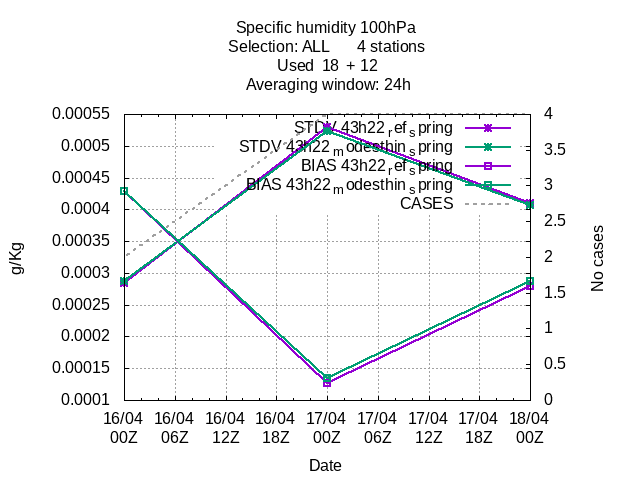 Specific humidity 100hPa
Selection: ALL 4 stations
Used 18 + 12
Averaging window: 24h
0.00055
0.0005
0.00045
0.0004
0.00035
0.0003
0.00025
0.0002
0.00015
0.0001
g/Kg
STDV 43h22refspring
STDV 43h22modesthinspring
BIAS 43h22refspring
BIAS 43h22modesthinspring
CASES
4
3.5
3
2.5
2
1.5
1
0.5
0
No cases
16/04 16/04 16/04 16/04 17/04 17/04 17/04 17/04 18/04
00Z 06Z 12Z 18Z 00Z 06Z 12Z 18Z 00Z
Date